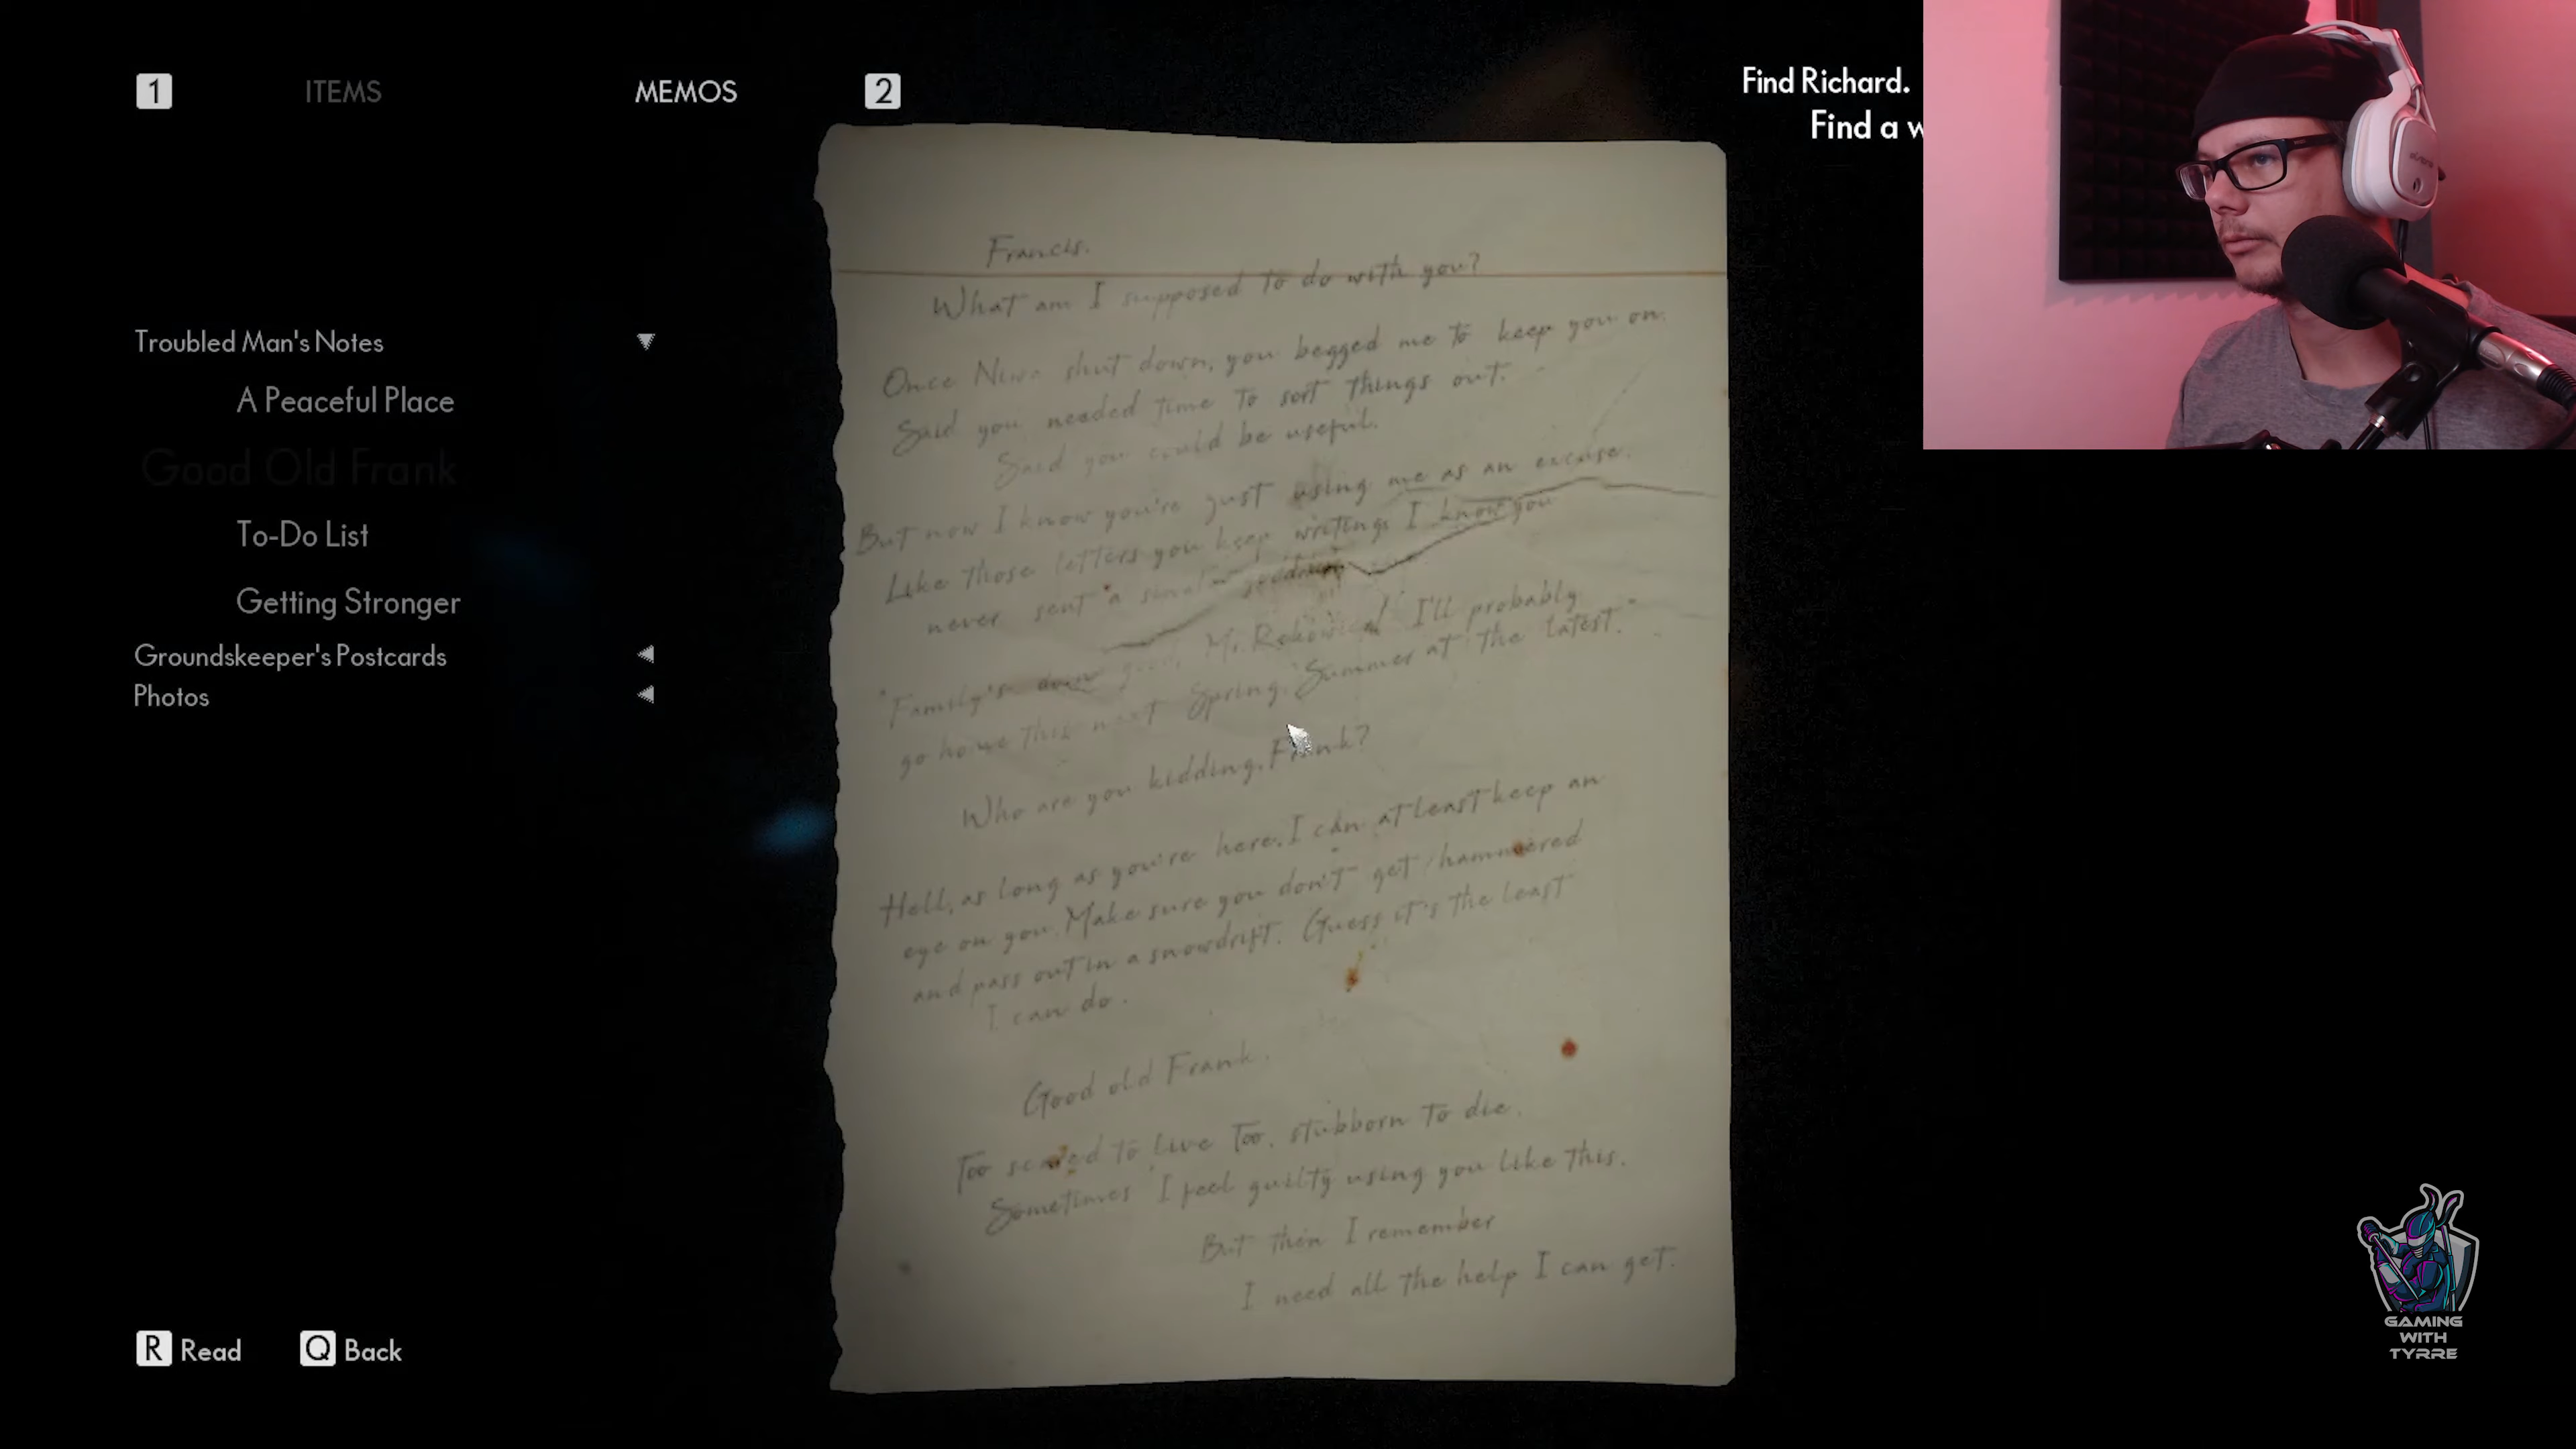 1 ITEMS MEMOS 2
Find Richard.
Find a w
Troubled Man's Notes
A Peaceful Place
Good Old Frank
To-Do List
Getting Stronger
Groundskeeper's Postcards
Photos
Francis.
What am I supposed to do with you?
Once Niwa shut down, you begged me to keep you on.
Said you needed time to sort things out.
Said you could be useful.
But now I know you're just using me as an excuse.
Like those letters you keep writing. I know you
never sent a single goddamn
"Family's doin' good, Mr. Rekowicz! I'll probably
go home this next Spring. Summer at the latest."
Who are you kidding, Frank?
Hell, as long as you're here, I can at least keep an
eye on you. Make sure you don't get hammered
and pass out in a snowdrift. Guess it's the least
I can do.
Good old Frank.
Too scared to live Too, stubborn to die.
Sometimes I feel guilty using you like this.
But then I remember
I need all the help I can get.
R Read Q Back
GAMING
WITH
TYRRE